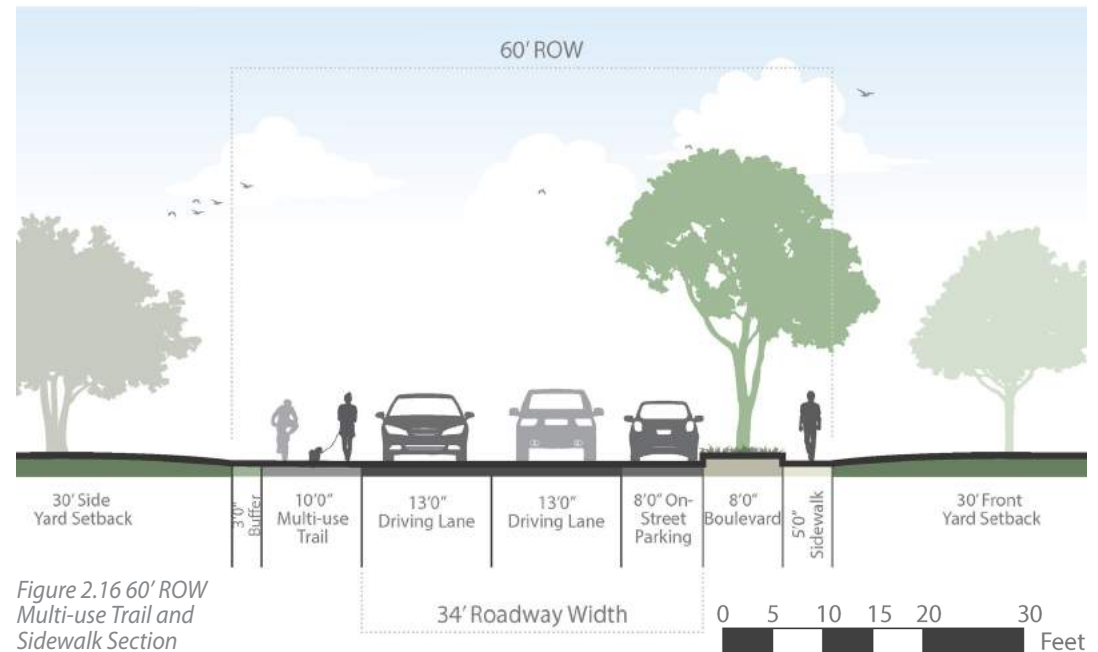 60' ROW
30' Side
Yard Setback
3'0"
Buffer
10'0"
Multi-use
Trail
13'0"
Driving Lane
13'0"
Driving Lane
8'0" On-
Street
Parking
8'0"
Boulevard
5'0"
Sidewalk
30' Front
Yard Setback
34' Roadway Width
Figure 2.16 60' ROW
Multi-use Trail and
Sidewalk Section
0 5 10 15 20 30
Feet